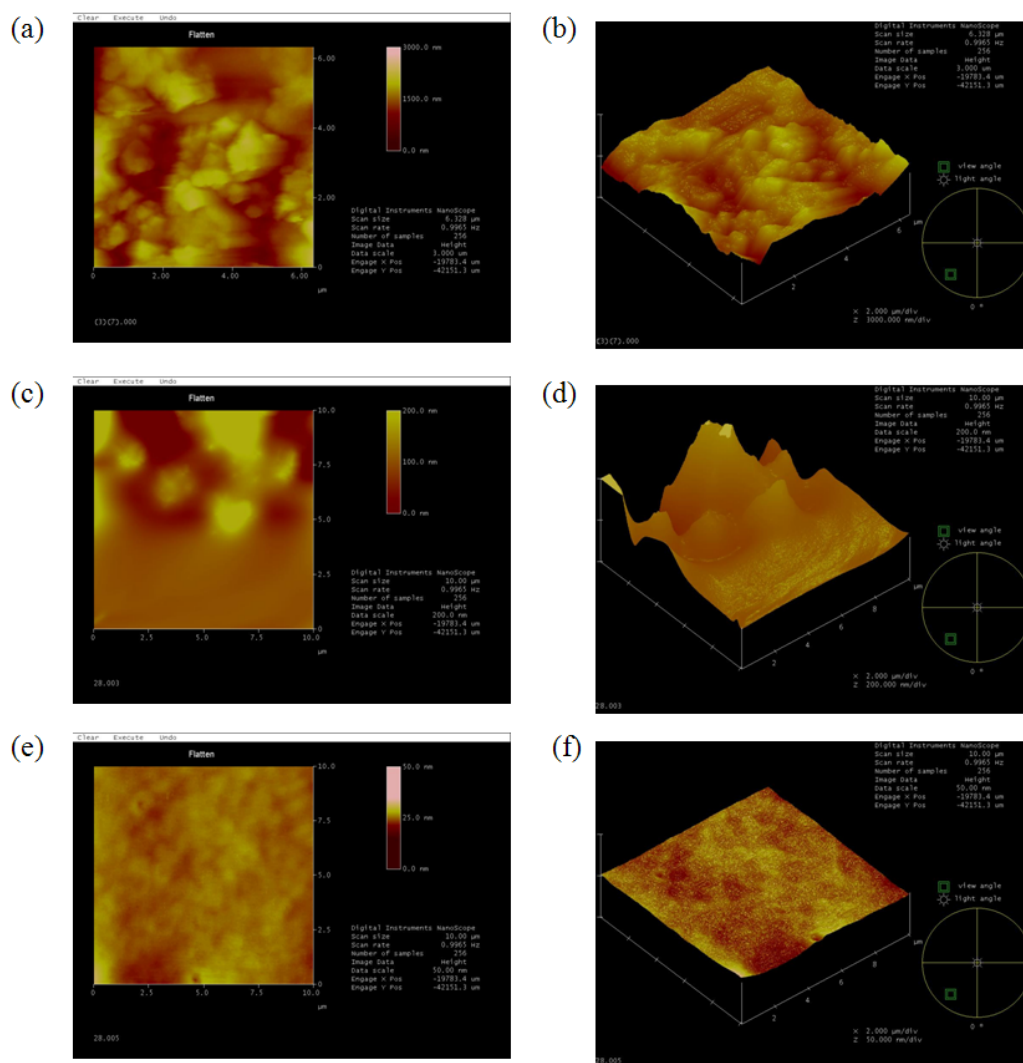 (a)
Clear Execute Undo
Flatten
6.00
4.00
2.00
0
0 2.00 4.00 6.00
μm
3000.0 nm
1500.0 nm
0.0 nm
Digital Instruments NanoScope
Scan size 6.328 μm
Scan rate 0.9965 Hz
Number of samples 256
Image Data Height
Data scale 3.000 um
Engage X Pos -19783.4 um
Engage Y Pos -42151.3 um
(3)(7).000
(b)
Digital Instruments NanoScope
Scan size 6.328 μm
Scan rate 0.9965 Hz
Number of samples 256
Image Data Height
Data scale 3.000 um
Engage X Pos -19783.4 um
Engage Y Pos -42151.3 um
view angle
light angle
μm
6
4
2
X 2.000 μm/div
Z 3000.000 nm/div
0 °
(3)(7).000
(c)
Clear Execute Undo
Flatten
10.0
7.5
5.0
2.5
0
0 2.5 5.0 7.5 10.0
μm
200.0 nm
100.0 nm
0.0 nm
Digital Instruments NanoScope
Scan size 10.00 μm
Scan rate 0.9965 Hz
Number of samples 256
Image Data Height
Data scale 200.0 nm
Engage X Pos -19783.4 um
Engage Y Pos -42151.3 um
28.003
(d)
Digital Instruments NanoScope
Scan size 10.00 μm
Scan rate 0.9965 Hz
Number of samples 256
Image Data Height
Data scale 200.0 nm
Engage X Pos -19783.4 um
Engage Y Pos -42151.3 um
view angle
light angle
μm
8
6
4
2
X 2.000 μm/div
Z 200.000 nm/div
0 °
28.003
(e)
Clear Execute Undo
Flatten
10.0
7.5
5.0
2.5
0
0 2.5 5.0 7.5 10.0
μm
50.0 nm
25.0 nm
0.0 nm
Digital Instruments NanoScope
Scan size 10.00 μm
Scan rate 0.9965 Hz
Number of samples 256
Image Data Height
Data scale 50.00 nm
Engage X Pos -19783.4 um
Engage Y Pos -42151.3 um
28.005
(f)
Digital Instruments NanoScope
Scan size 10.00 μm
Scan rate 0.9965 Hz
Number of samples 256
Image Data Height
Data scale 50.00 nm
Engage X Pos -19783.4 um
Engage Y Pos -42151.3 um
view angle
light angle
μm
8
6
4
2
X 2.000 μm/div
Z 50.000 nm/div
0 °
28.005